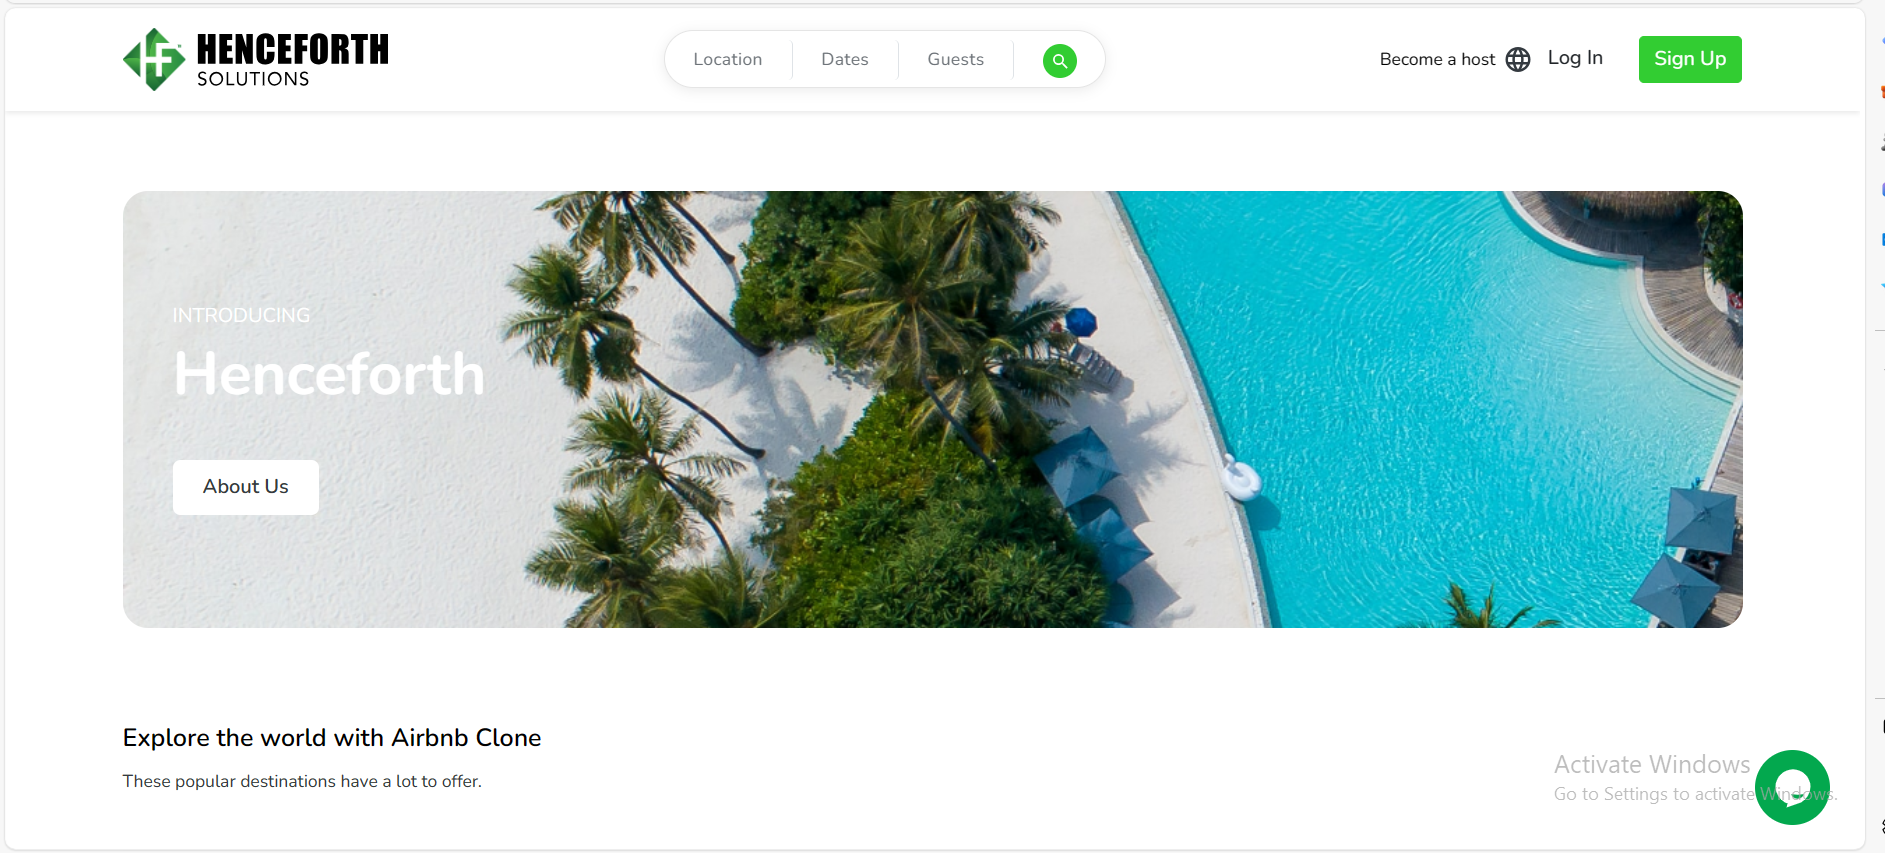 HF HENCEFORTH
SOLUTIONS
Location Dates Guests
Become a host Log In Sign Up
INTRODUCING
Henceforth
About Us
Explore the world with Airbnb Clone
These popular destinations have a lot to offer.
Activate Windows
Go to Settings to activate Windows.